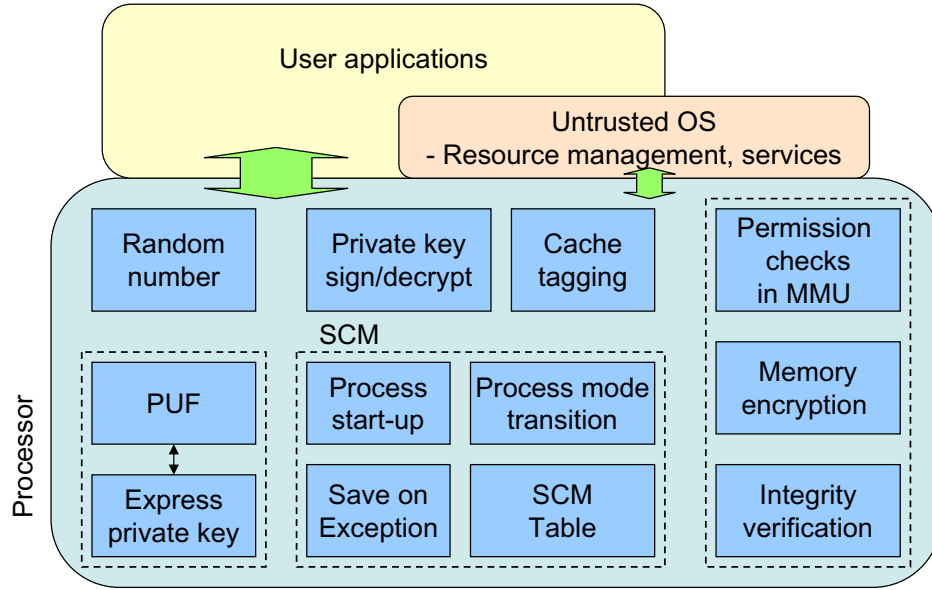 User applications
Untrusted OS
- Resource management, services
Random
number
Private key
sign/decrypt
Cache
tagging
Permission
checks
in MMU
SCM
PUF
Process
start-up
Process mode
transition
Memory
encryption
Express
private key
Save on
Exception
SCM
Table
Integrity
verification
Processor